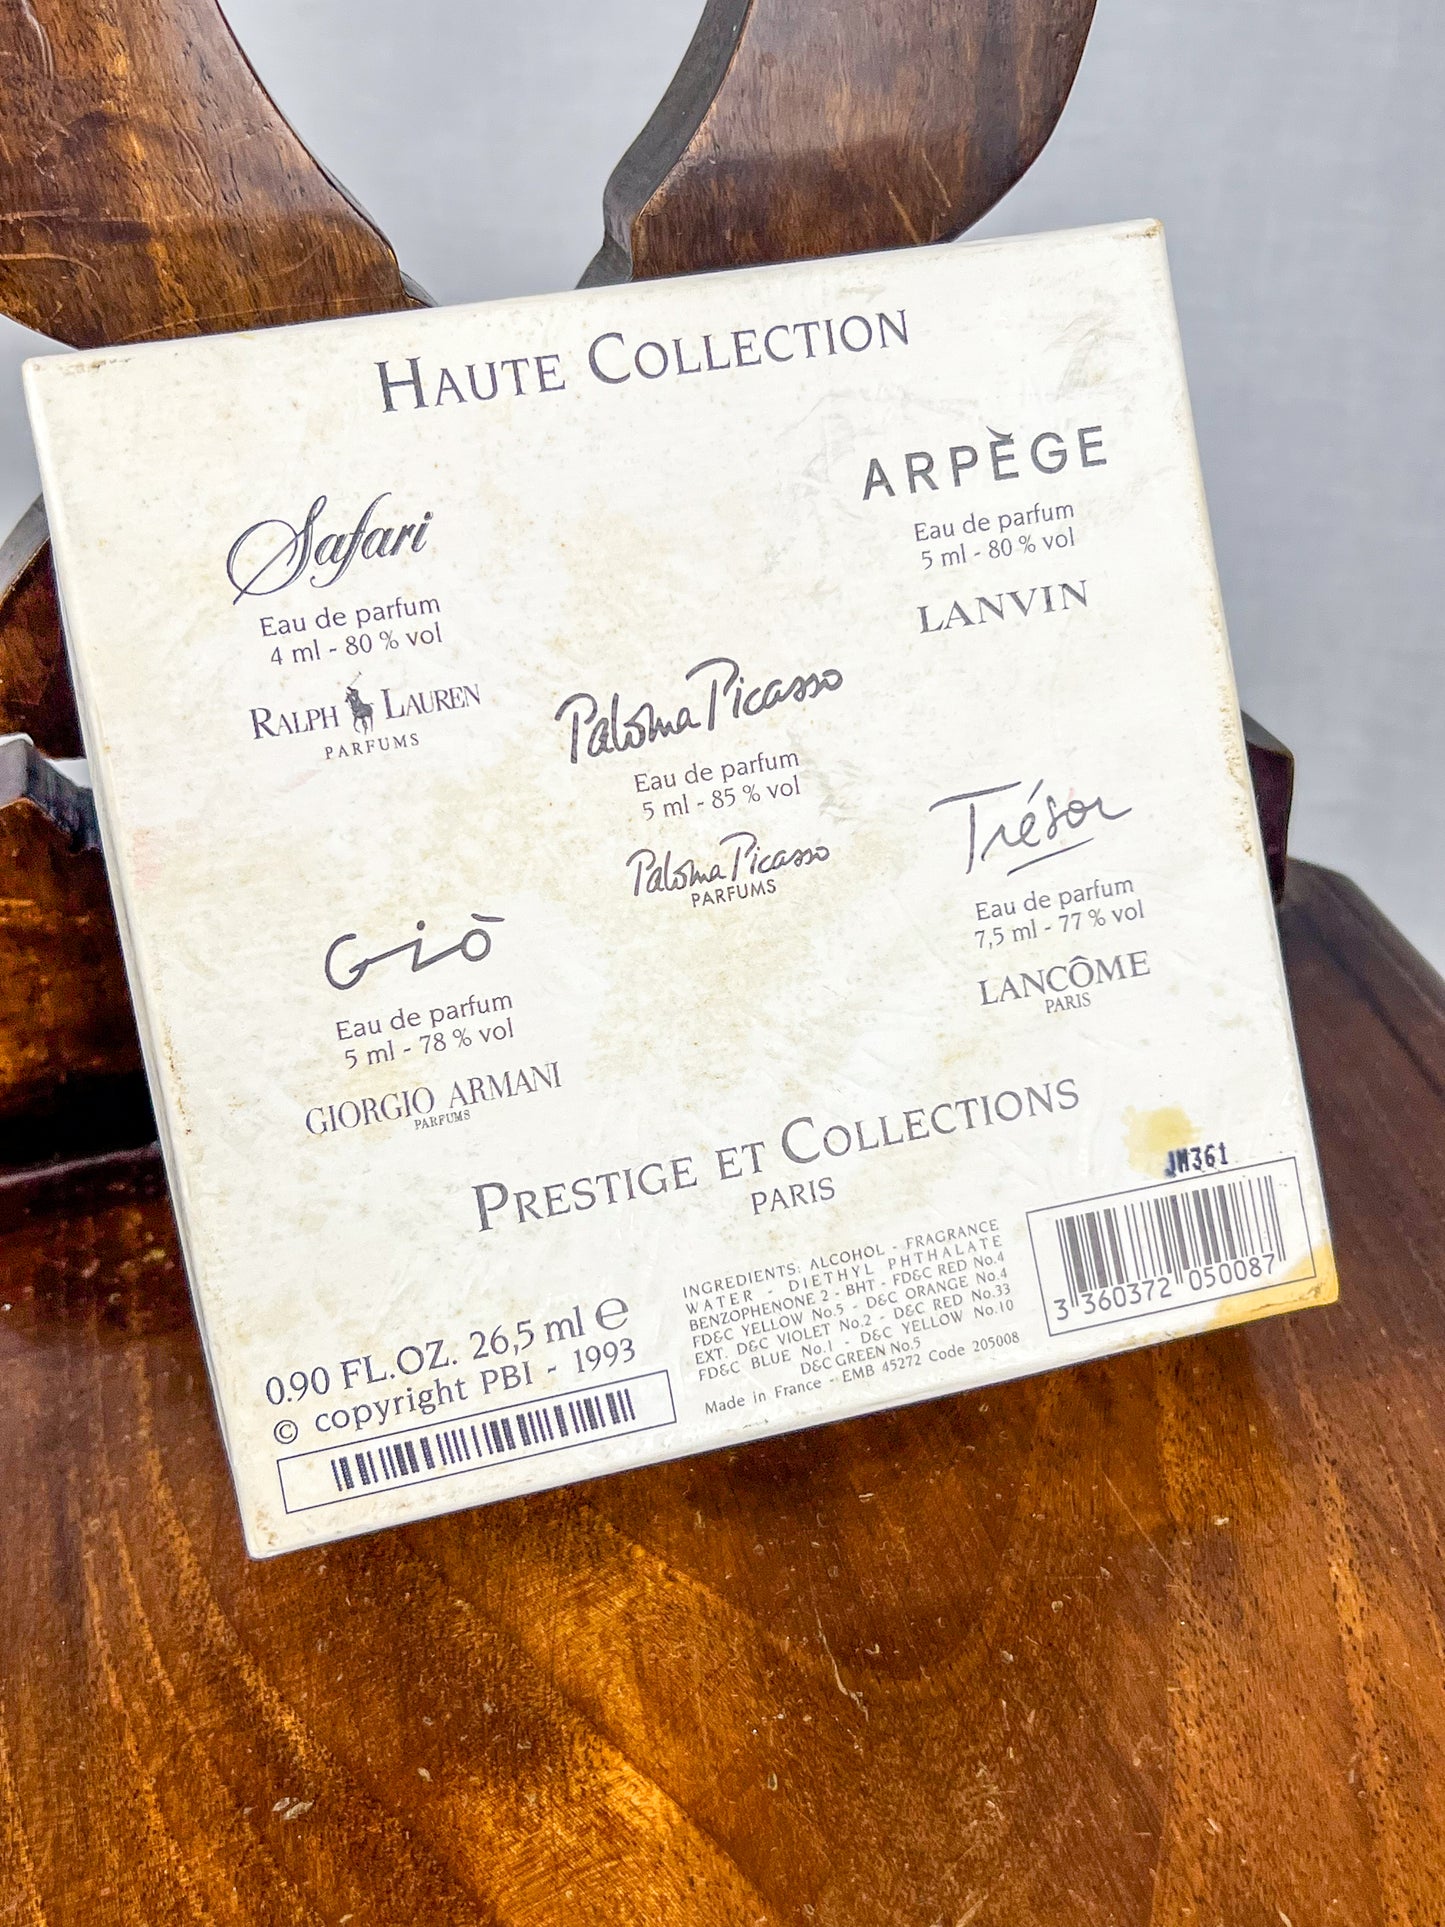 HAUTE COLLECTION
Safari
Eau de parfum
4 ml - 80 % vol
RALPH LAUREN
PARFUMS
ARPÈGE
Eau de parfum
5 ml - 80 % vol
LANVIN
Paloma Picasso
Eau de parfum
5 ml - 85 % vol
Paloma Picasso
PARFUMS
Giò
Eau de parfum
5 ml - 78 % vol
GIORGIO ARMANI
PARFUMS
Trésor
Eau de parfum
7,5 ml - 77 % vol
LANCÔME
PARIS
PRESTIGE ET COLLECTIONS
PARIS
0.90 FL.OZ. 26,5 ml e
© copyright PBI - 1993
INGREDIENTS: ALCOHOL - FRAGRANCE
WATER - DIETHYL PHTHALATE
BENZOPHENONE 2 - BHT - FD&C RED No.4
FD&C YELLOW No.5 - D&C ORANGE No.4
EXT. D&C VIOLET No.2 - D&C RED No.33
FD&C BLUE No.1 - D&C YELLOW No.10
D&C GREEN No.5
Made in France - EMB 45272 Code 205008
JM361
3 360372 050087